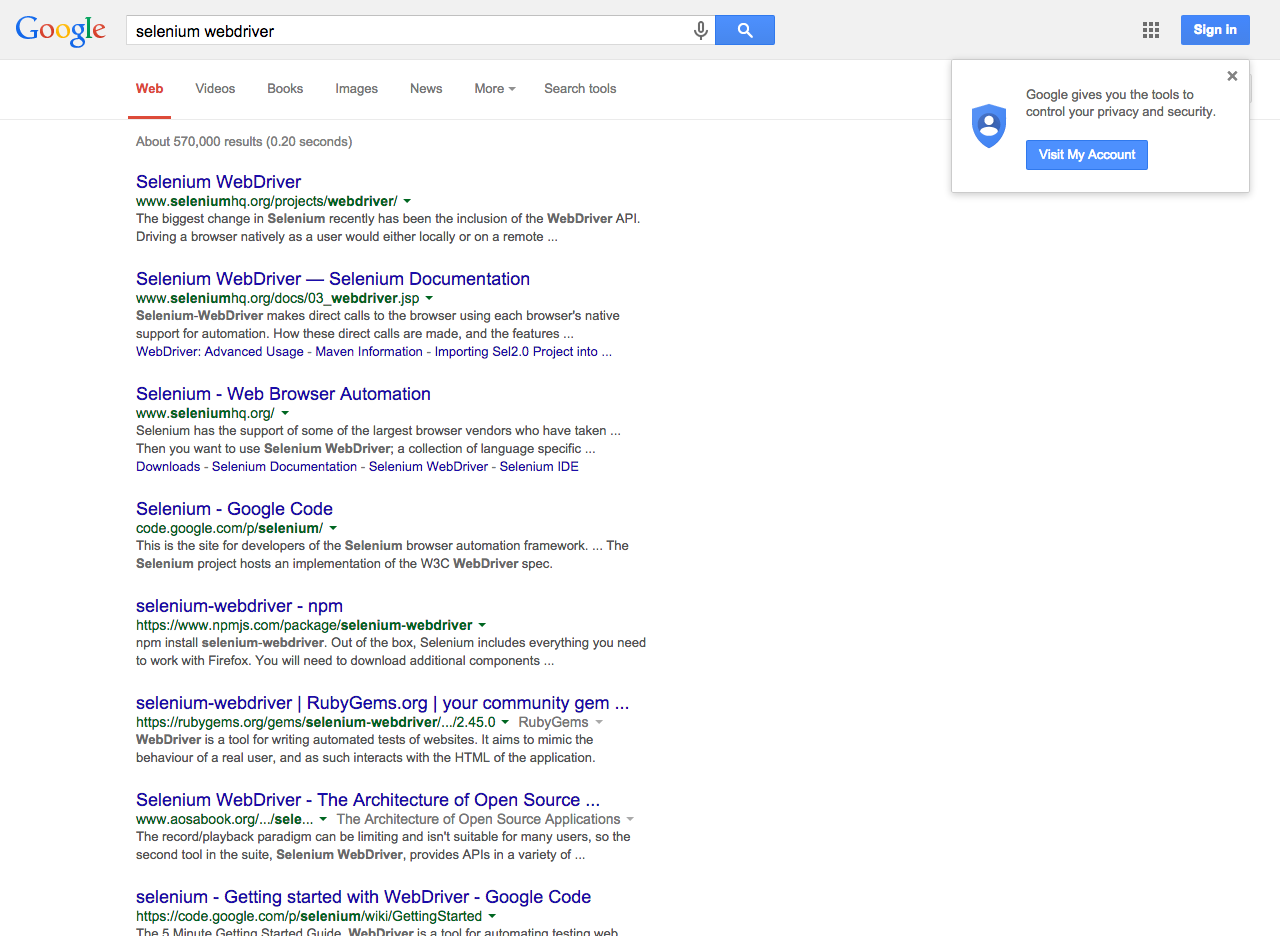 Google
selenium webdriver
Sign in
Web Videos Books Images News More Search tools
Google gives you the tools to
control your privacy and security.
Visit My Account
About 570,000 results (0.20 seconds)
Selenium WebDriver
www.seleniumhq.org/projects/webdriver/
The biggest change in Selenium recently has been the inclusion of the WebDriver API.
Driving a browser natively as a user would either locally or on a remote ...
Selenium WebDriver — Selenium Documentation
www.seleniumhq.org/docs/03_webdriver.jsp
Selenium-WebDriver makes direct calls to the browser using each browser's native
support for automation. How these direct calls are made, and the features ...
WebDriver: Advanced Usage - Maven Information - Importing Sel2.0 Project into ...
Selenium - Web Browser Automation
www.seleniumhq.org/
Selenium has the support of some of the largest browser vendors who have taken ...
Then you want to use Selenium WebDriver; a collection of language specific ...
Downloads - Selenium Documentation - Selenium WebDriver - Selenium IDE
Selenium - Google Code
code.google.com/p/selenium/
This is the site for developers of the Selenium browser automation framework. ... The
Selenium project hosts an implementation of the W3C WebDriver spec.
selenium-webdriver - npm
https://www.npmjs.com/package/selenium-webdriver
npm install selenium-webdriver. Out of the box, Selenium includes everything you need
to work with Firefox. You will need to download additional components ...
selenium-webdriver | RubyGems.org | your community gem ...
https://rubygems.org/gems/selenium-webdriver/.../2.45.0 RubyGems
WebDriver is a tool for writing automated tests of websites. It aims to mimic the
behaviour of a real user, and as such interacts with the HTML of the application.
Selenium WebDriver - The Architecture of Open Source ...
www.aosabook.org/.../sele... The Architecture of Open Source Applications
The record/playback paradigm can be limiting and isn't suitable for many users, so the
second tool in the suite, Selenium WebDriver, provides APIs in a variety of ...
selenium - Getting started with WebDriver - Google Code
https://code.google.com/p/selenium/wiki/GettingStarted
The 5 Minute Getting Started Guide. WebDriver is a tool for automating testing web